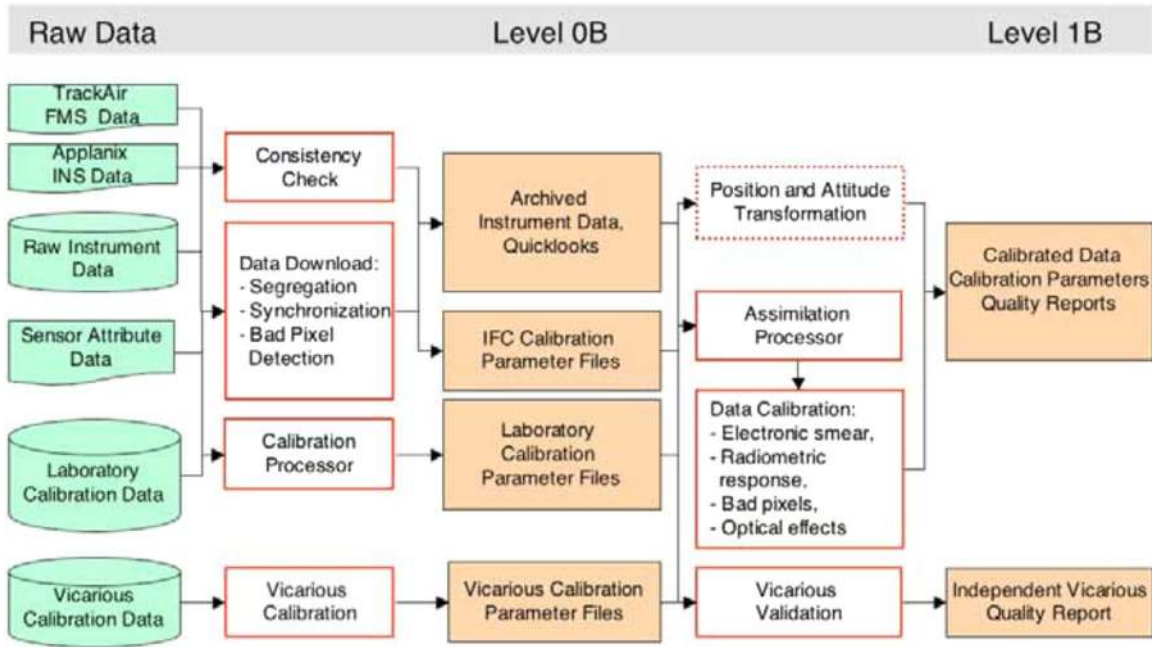 Raw Data
Level 0B
Level 1B
TrackAir
FMS Data
Applanix
INS Data
Raw Instrument
Data
Sensor Attribute
Data
Laboratory
Calibration Data
Vicarious
Calibration Data
Consistency
Check
Data Download:
- Segregation
- Synchronization
- Bad Pixel
Detection
Calibration
Processor
Vicarious
Calibration
Archived
Instrument Data,
Quicklooks
IFC Calibration
Parameter Files
Laboratory
Calibration
Parameter Files
Vicarious Calibration
Parameter Files
Position and Attitude
Transformation
Assimilation
Processor
Data Calibration:
- Electronic smear,
- Radiometric
response,
- Bad pixels,
- Optical effects
Vicarious
Validation
Calibrated Data
Calibration Parameters
Quality Reports
Independent Vicarious
Quality Report